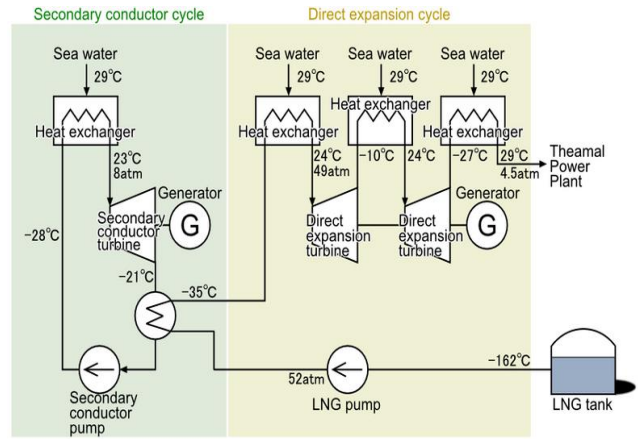 Secondary conductor cycle
Direct expansion cycle
Sea water
29℃
Heat exchanger
23℃
8atm
Secondary
conductor
turbine
Generator
G
-28℃
-21℃
Secondary
conductor
pump
Sea water
29℃
Heat exchanger
24℃
49atm
Sea water
29℃
Heat exchanger
-10℃
24℃
Sea water
29℃
Heat exchanger
-27℃
29℃
4.5atm
Theamal
Power
Plant
Direct
expansion
turbine
Direct
expansion
turbine
Generator
G
-35℃
52atm
LNG pump
-162℃
LNG tank